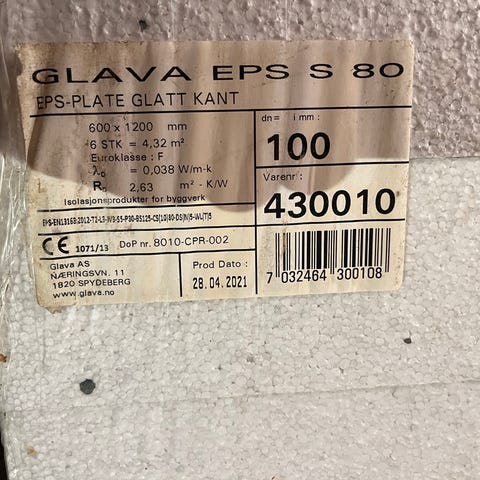 GLAVA EPS S 80
EPS-PLATE GLATT KANT
600 x 1200 mm
6 STK = 4,32 m²
Euroklasse : F
λD = 0,038 W/m-k
R 2,63 m² - K/W
Isolasjonsprodukter for byggverk
dn= i mm :
100
Varenr :
430010
CE 1071/13 DoP nr. 8010-CPR-002
Glava AS
NÆRINGSVN. 11
1820 SPYDEBERG
www.glava.no
Prod Dato :
28.04.2021
7 032464 300108